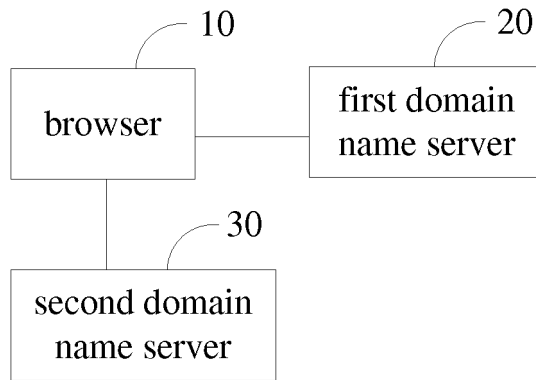 10
20
browser
first domain
name server
30
second domain
name server